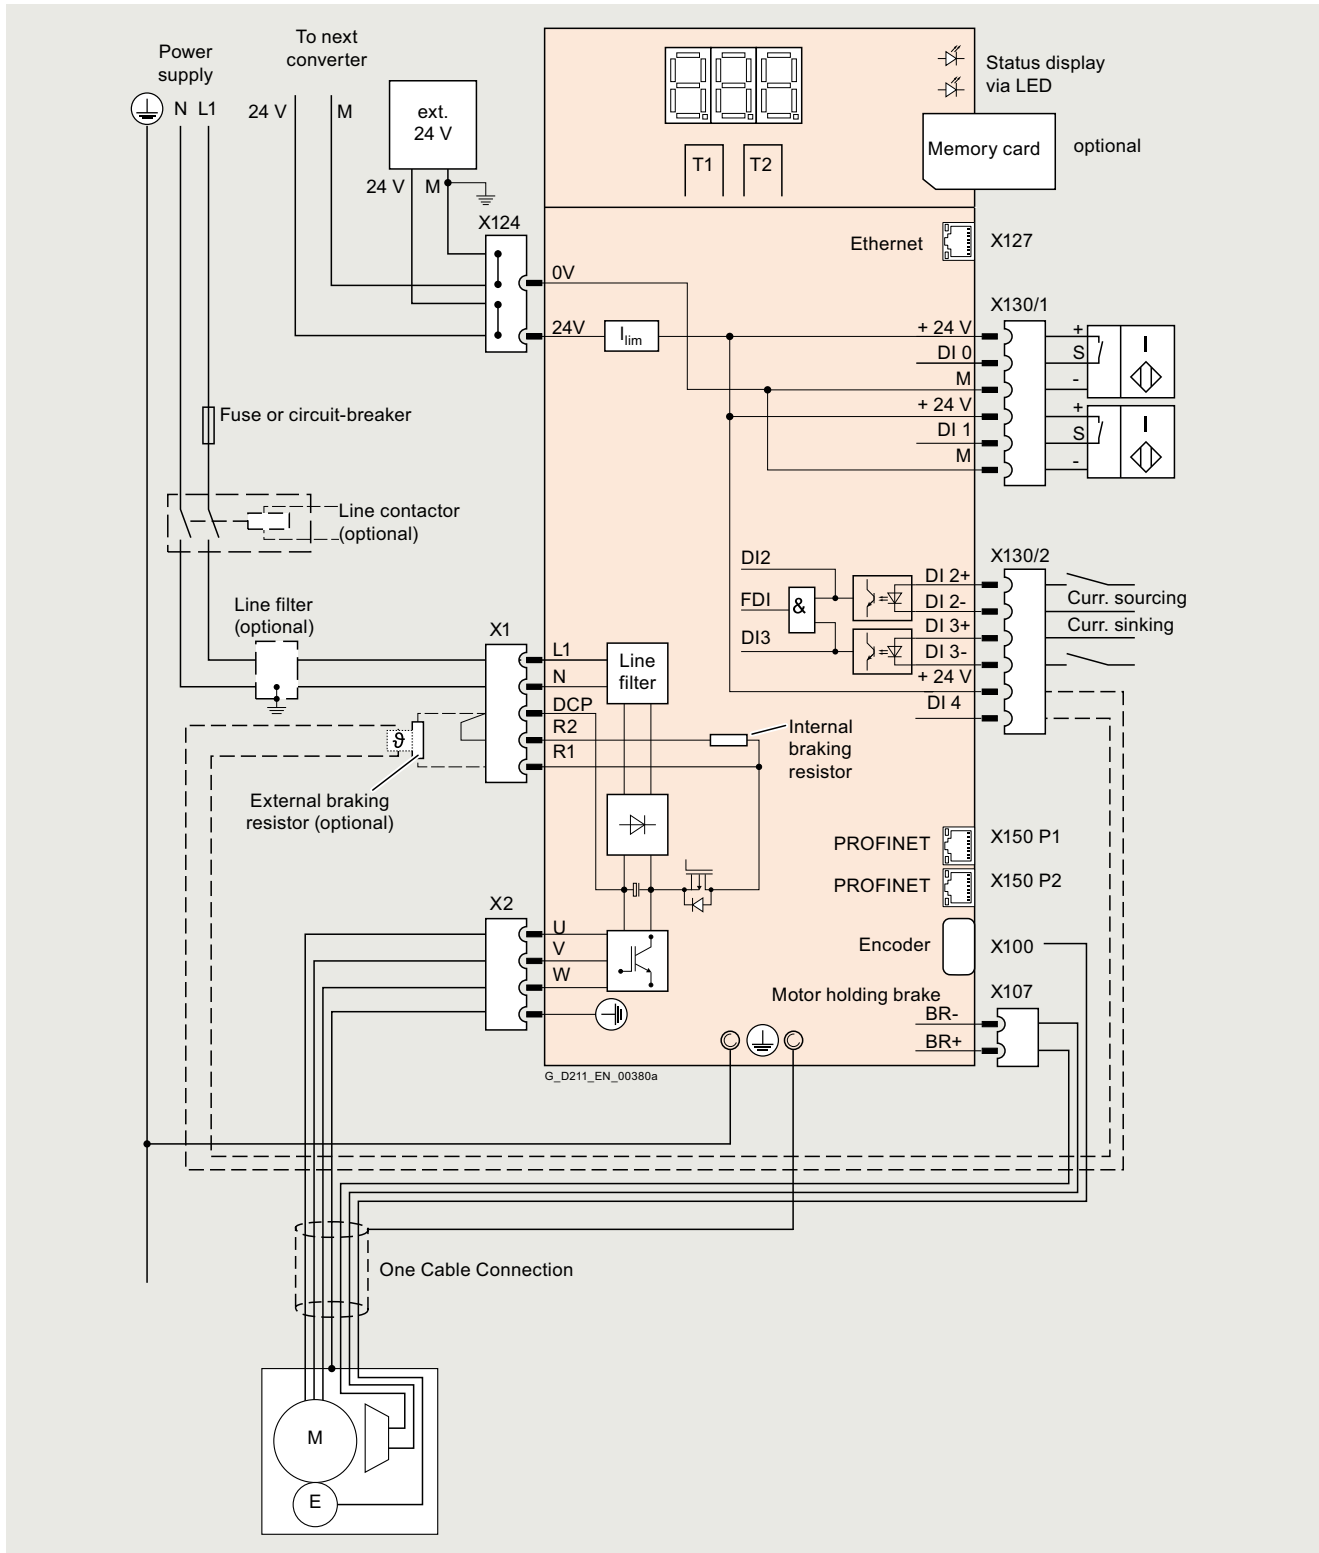 Power
supply
N L1
To next
converter
24 V
M
ext.
24 V
24 V M
X124
T1
T2
Status display
via LED
Memory card
optional
Ethernet
X127
0V
24V
Ilim
X130/1
+ 24 V
DI 0
M
+ 24 V
DI 1
M
+
S
-
+
S
-
I
I
Fuse or circuit-breaker
Line contactor
(optional)
Line filter
(optional)
X130/2
DI2
FDI
DI3
&
DI 2+
DI 2-
DI 3+
DI 3-
+ 24 V
DI 4
Curr. sourcing
Curr. sinking
X1
L1
N
DCP
R2
R1
Line
filter
ϑ
External braking
resistor (optional)
Internal
braking
resistor
PROFINET
X150 P1
PROFINET
X150 P2
X2
U
V
W
Encoder
X100
Motor holding brake
X107
BR-
BR+
G_D211_EN_00380a
One Cable Connection
M
E